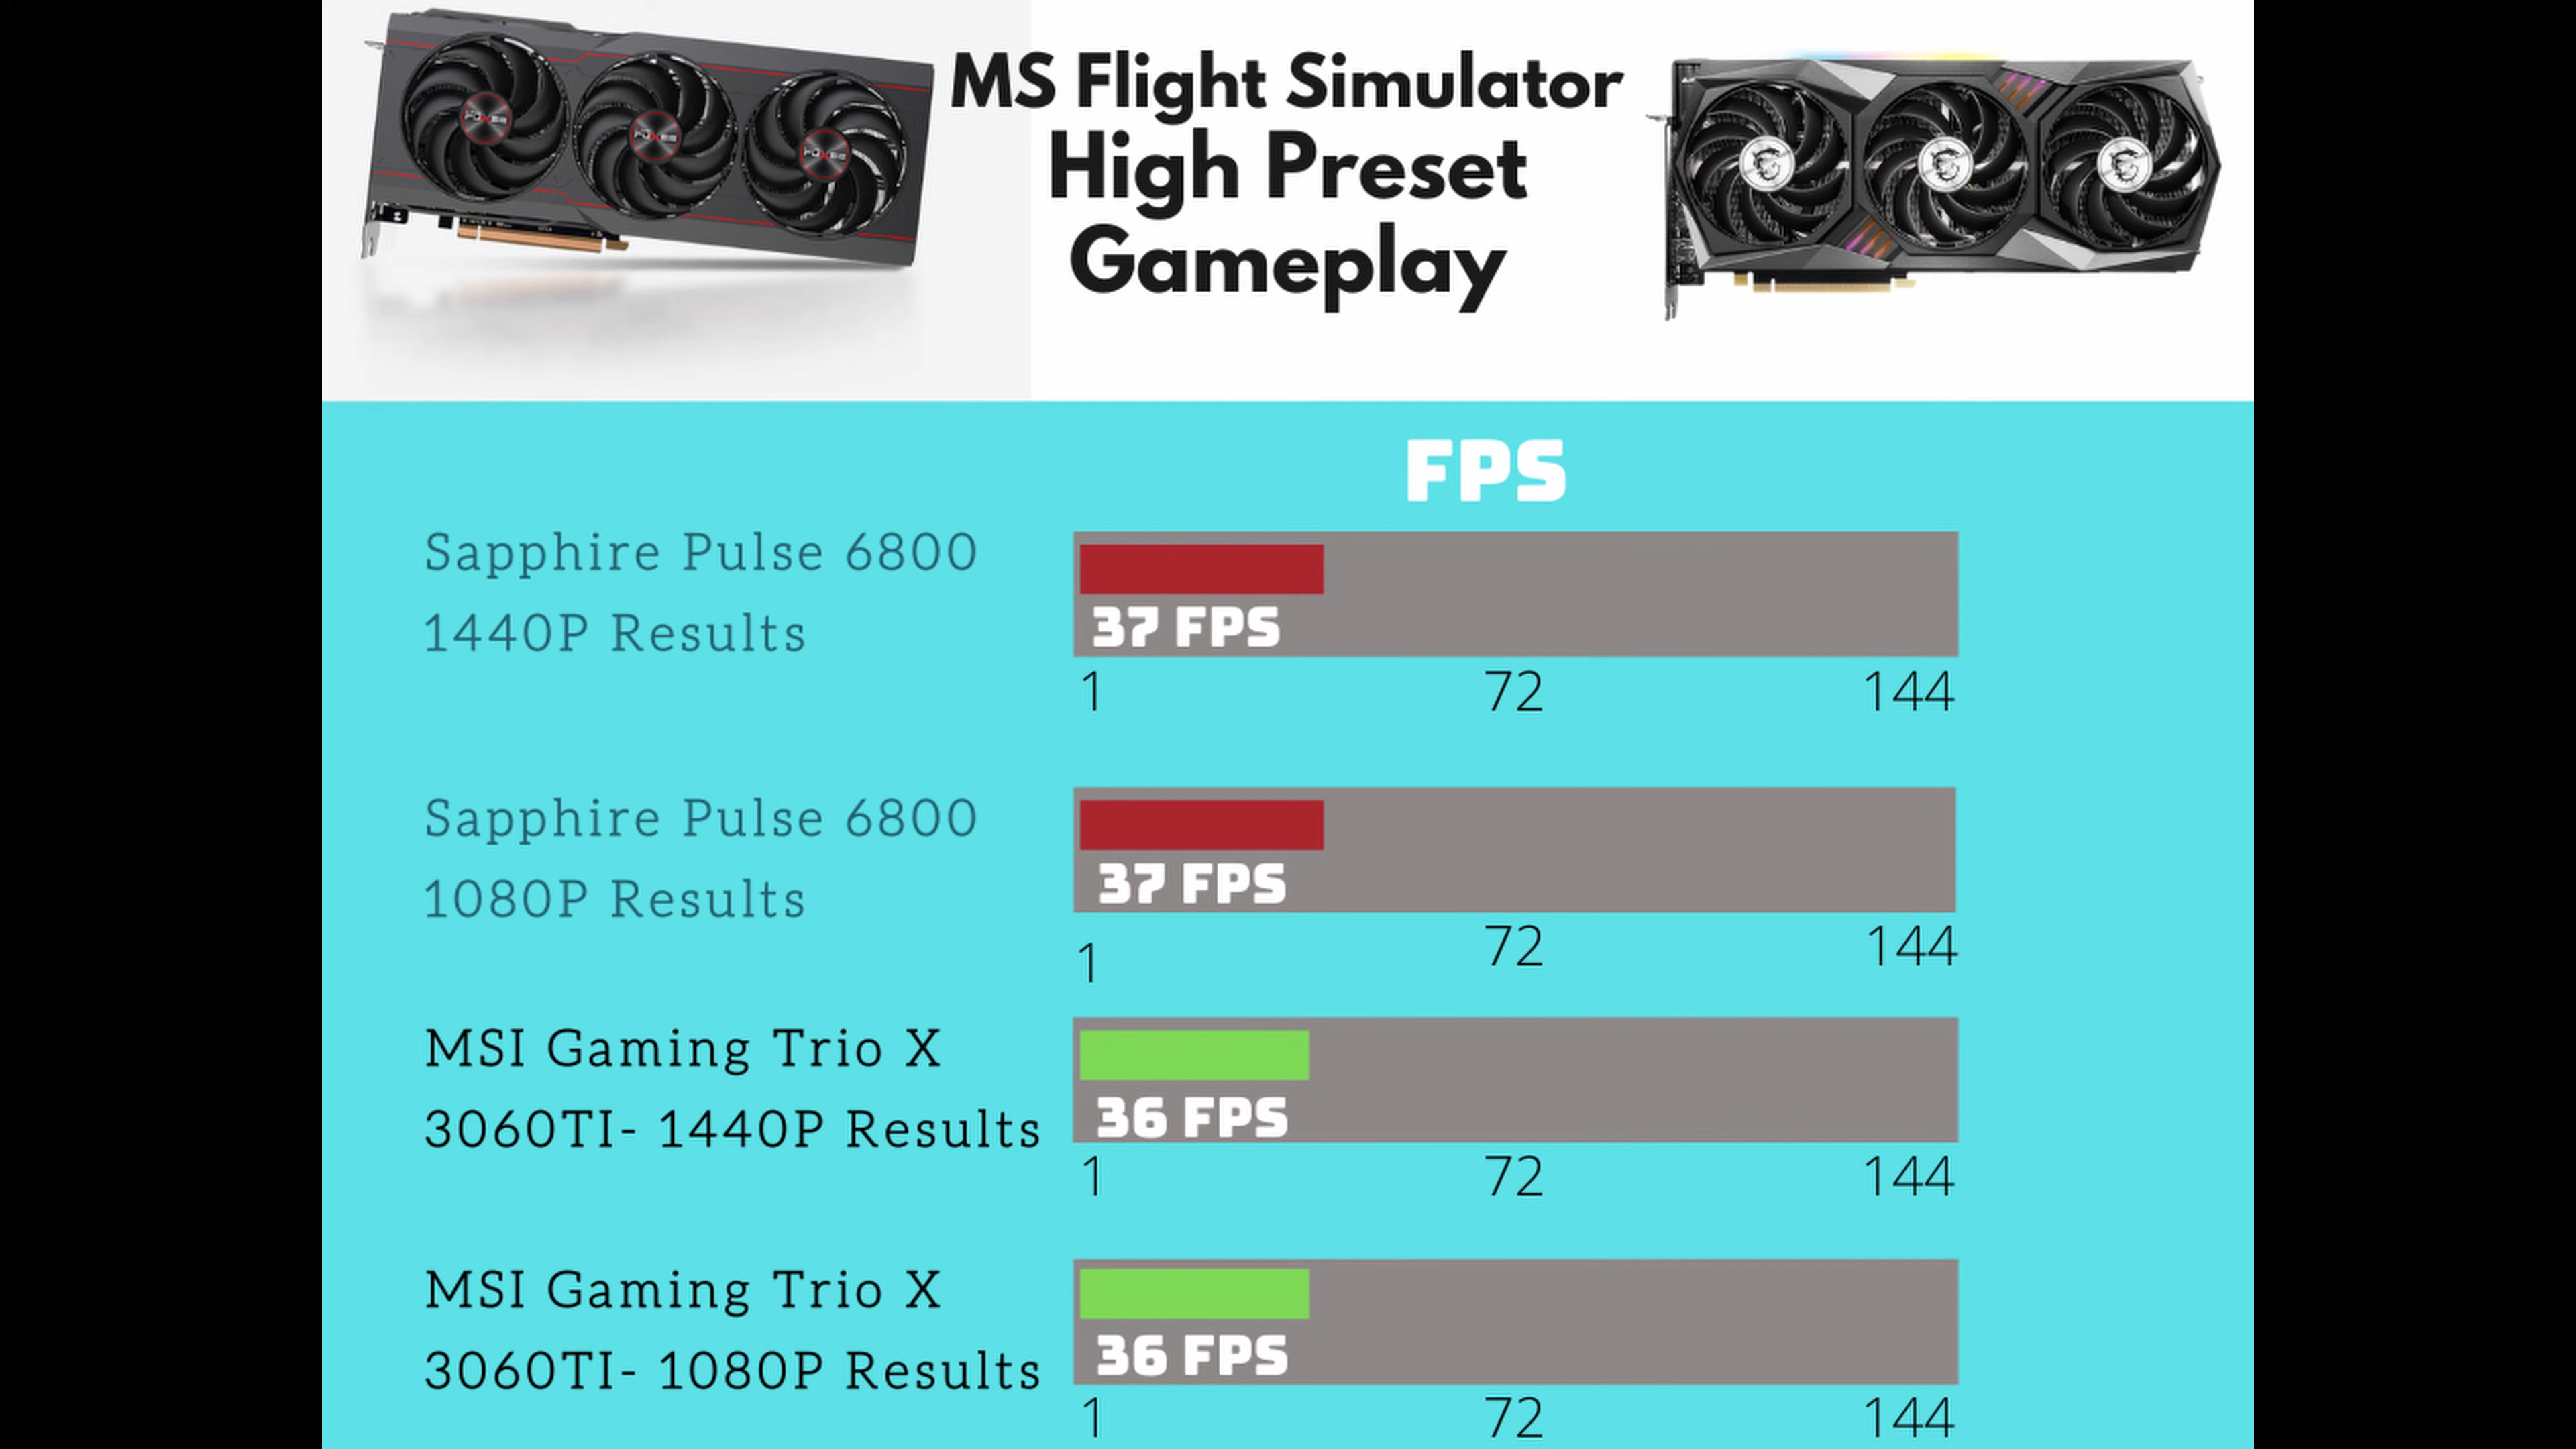 MS Flight Simulator
High Preset
Gameplay
FPS
Sapphire Pulse 6800
1440P Results
37 FPS
1 72 144
Sapphire Pulse 6800
1080P Results
37 FPS
1 72 144
MSI Gaming Trio X
3060TI- 1440P Results
36 FPS
1 72 144
MSI Gaming Trio X
3060TI- 1080P Results
36 FPS
1 72 144